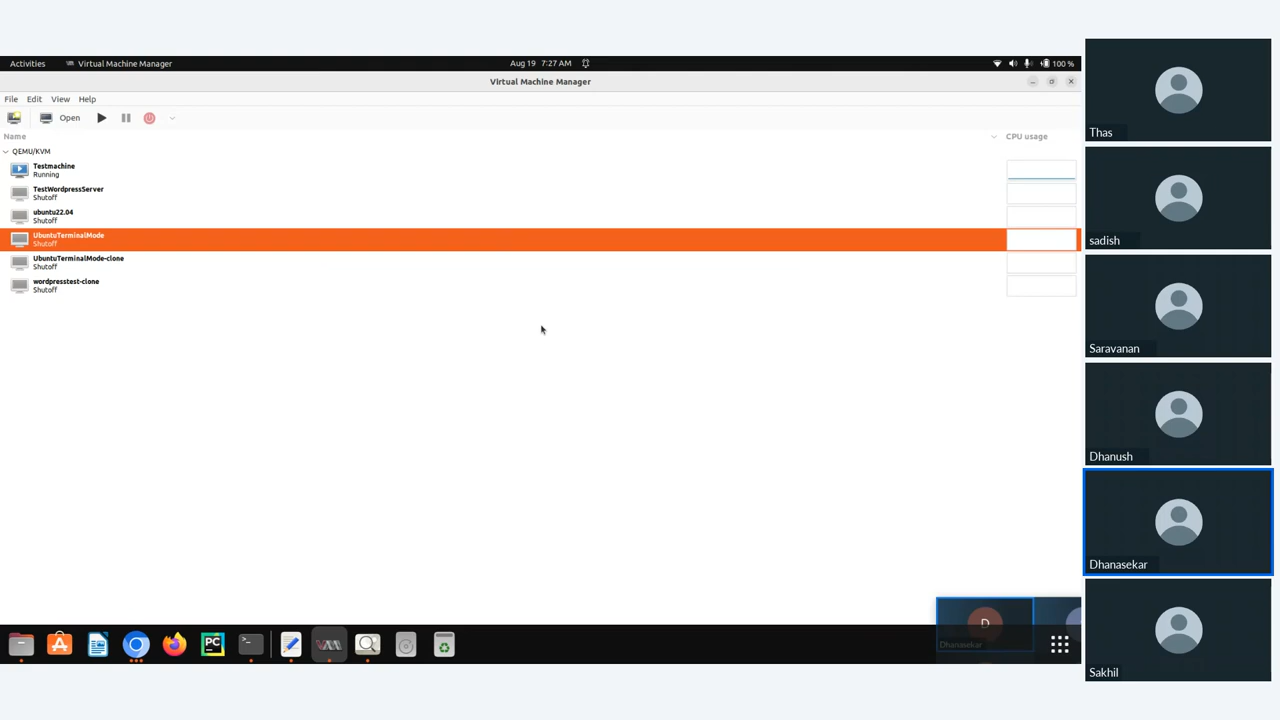 Activities Virtual Machine Manager Aug 19 7:27 AM 100 %
Virtual Machine Manager
File Edit View Help
Open
Name CPU usage
QEMU/KVM
Testmachine
Running
TestWordpressServer
Shutoff
ubuntu22.04
Shutoff
UbuntuTerminalMode
Shutoff
UbuntuTerminalMode-clone
Shutoff
wordpresstest-clone
Shutoff
PC
D
Dhanasekar
Thas
sadish
Saravanan
Dhanush
Dhanasekar
Sakhil